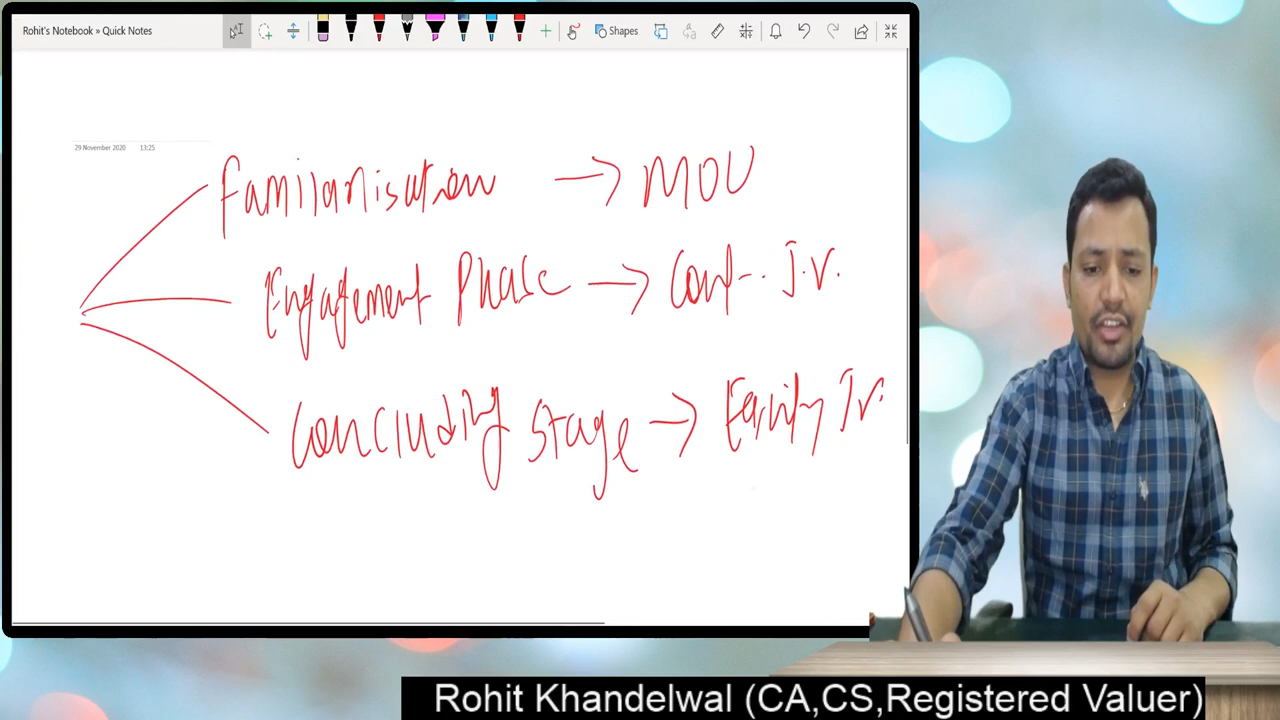 Rohit's Notebook » Quick Notes
Shapes
29 November 2020 13:25
Familiarisation → MOU
Engagement Phase → Cont-. J.V.
Concluding Stage → Equity J.V.
Rohit Khandelwal (CA,CS,Registered Valuer)